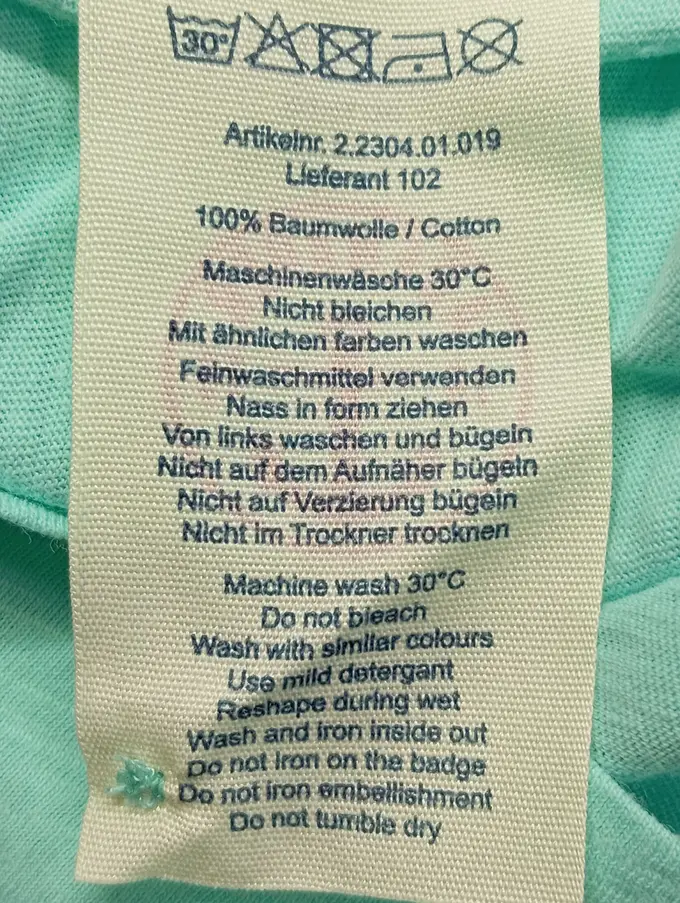 30°
Artikelnr. 2.2304.01.019
Lieferant 102
100% Baumwolle / Cotton
Maschinenwäsche 30°C
Nicht bleichen
Mit ähnlichen farben waschen
Feinwaschmittel verwenden
Nass in form ziehen
Von links waschen und bügeln
Nicht auf dem Aufnäher bügeln
Nicht auf Verzierung bügeln
Nicht im Trockner trocknen
Machine wash 30°C
Do not bleach
Wash with similar colours
Use mild detergant
Reshape during wet
Wash and iron inside out
Do not iron on the badge
Do not iron embellishment
Do not tumble dry